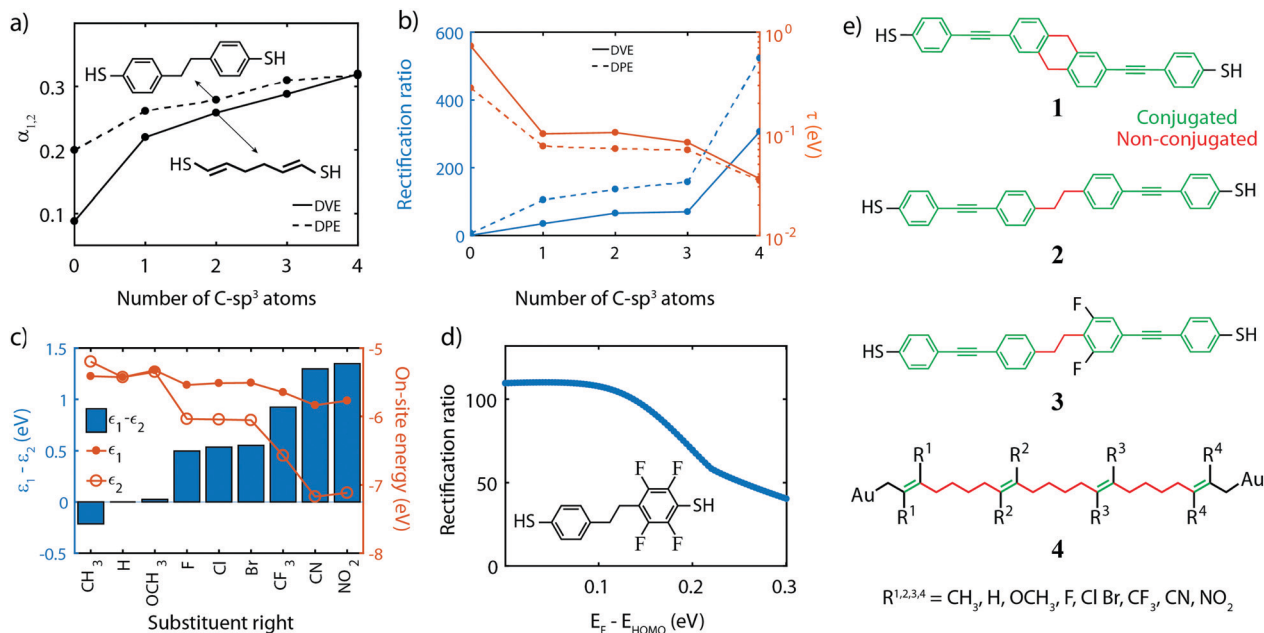 a)
α1,2
0.3
0.2
0.1
0
1
2
3
4
Number of C-sp³ atoms
HS
SH
HS
SH
DVE
DPE
b)
Rectification ratio
600
500
400
300
200
100
0
DVE
DPE
10⁰
10⁻¹
10⁻²
τ (eV)
0
1
2
3
4
Number of C-sp³ atoms
c)
ε₁ - ε₂ (eV)
1.5
1
0.5
0
-0.5
ϵ₁-ϵ₂
ϵ₁
ϵ₂
-5
-6
-7
-8
On-site energy (eV)
CH₃
H
OCH₃
F
Cl
Br
CF₃
CN
NO₂
Substituent right
d)
Rectification ratio
100
50
0
0.1
0.2
0.3
E_F - E_HOMO (eV)
HS
F
F
SH
F
F
e)
HS
SH
1
Conjugated
Non-conjugated
HS
SH
2
F
HS
SH
F
3
R¹ R² R³ R⁴
Au Au
R¹ R² R³ R⁴
4
R¹,²,³,⁴ = CH₃, H, OCH₃, F, Cl Br, CF₃, CN, NO₂